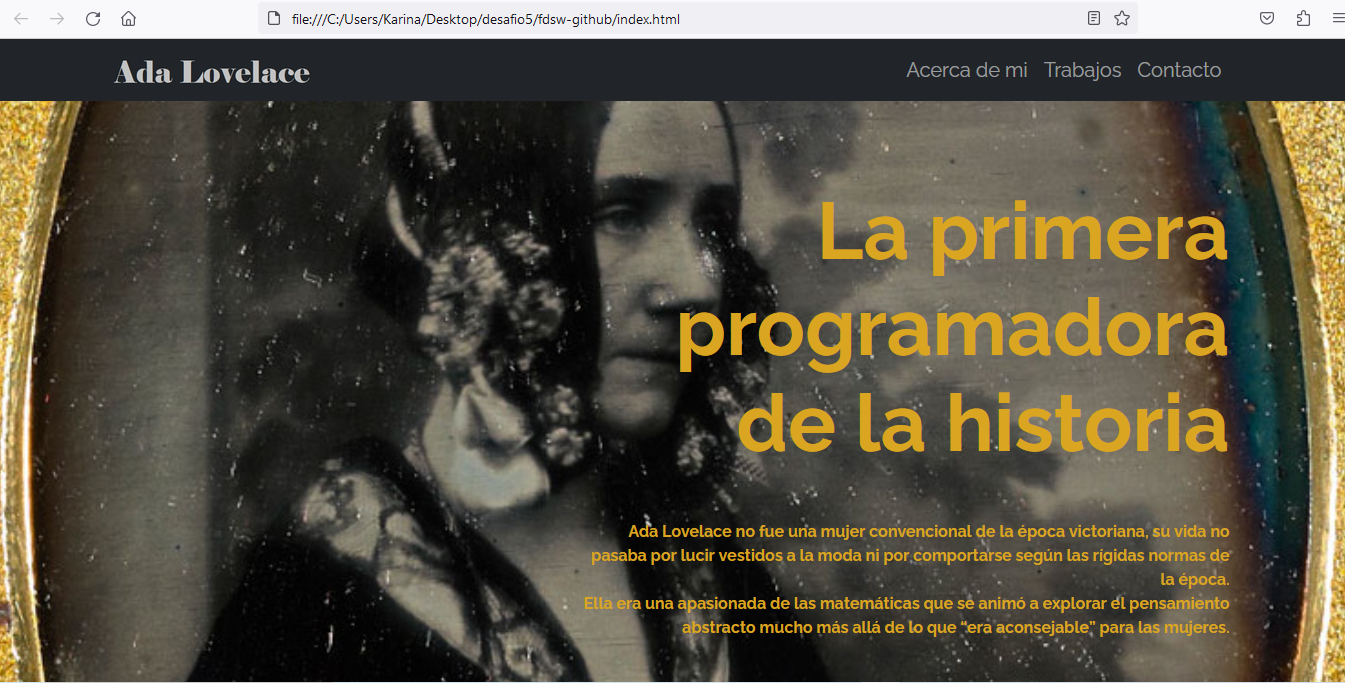 file:///C:/Users/Karina/Desktop/desafio5/fdsw-github/index.html
Ada Lovelace
Acerca de mi Trabajos Contacto
La primera
programadora
de la historia
Ada Lovelace no fue una mujer convencional de la época victoriana, su vida no
pasaba por lucir vestidos a la moda ni por comportarse según las rígidas normas de
la época.
Ella era una apasionada de las matemáticas que se animó a explorar el pensamiento
abstracto mucho más allá de lo que “era aconsejable” para las mujeres.